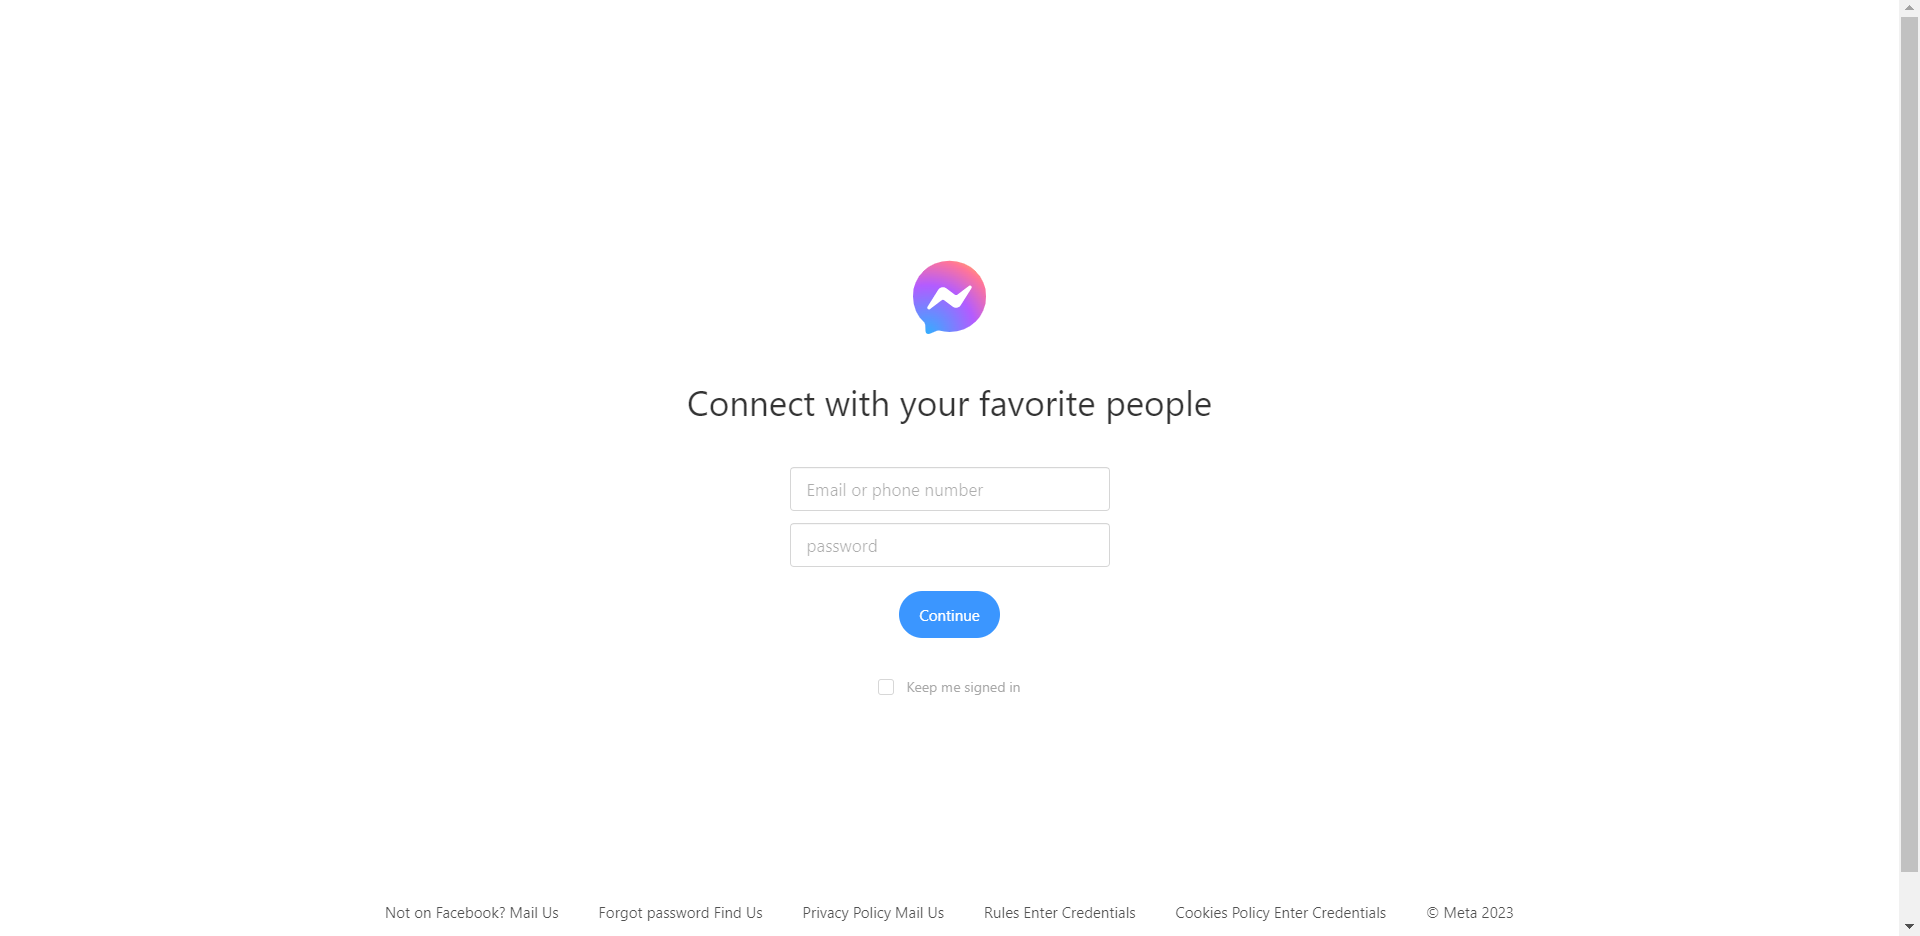 Connect with your favorite people
Email or phone number
password
Continue
Keep me signed in
Not on Facebook? Mail Us Forgot password Find Us Privacy Policy Mail Us Rules Enter Credentials Cookies Policy Enter Credentials © Meta 2023